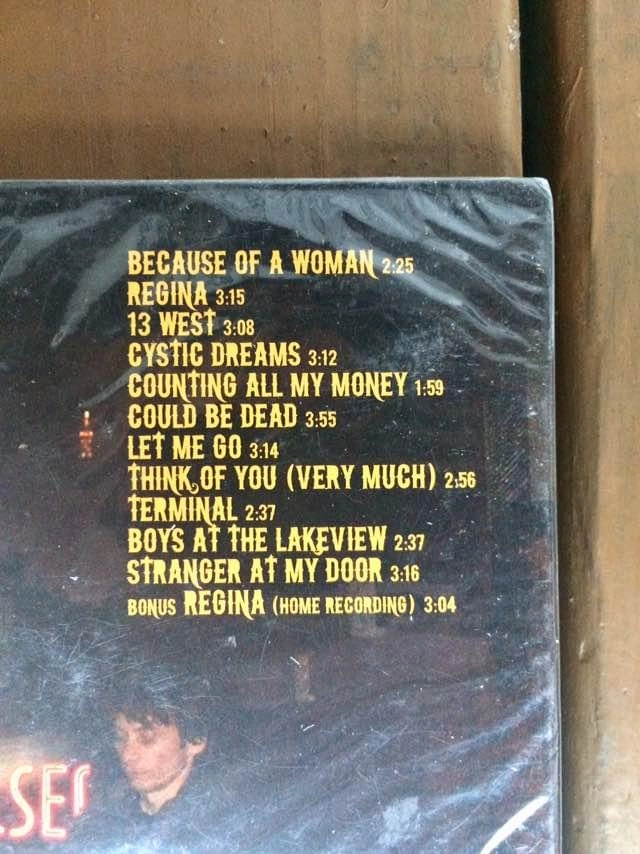 BECAUSE OF A WOMAN 2:25
REGINA 3:15
13 WEST 3:08
CYSTIC DREAMS 3:12
COUNTING ALL MY MONEY 1:59
COULD BE DEAD 3:55
LET ME GO 3:14
THINK OF YOU (VERY MUCH) 2:56
TERMINAL 2:37
BOYS AT THE LAKEVIEW 2:37
STRANGER AT MY DOOR 3:16
BONUS REGINA (HOME RECORDING) 3:04